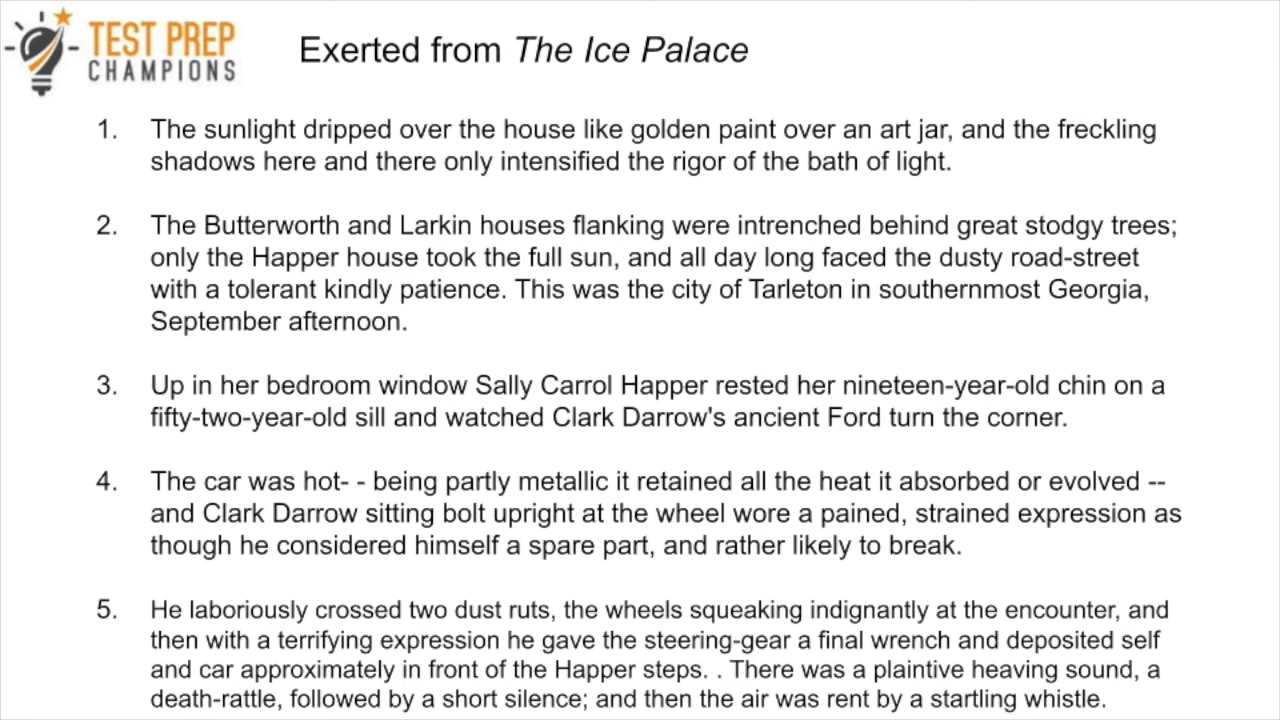 TEST PREP
CHAMPIONS
Exerted from The Ice Palace
1. The sunlight dripped over the house like golden paint over an art jar, and the freckling
shadows here and there only intensified the rigor of the bath of light.
2. The Butterworth and Larkin houses flanking were intrenched behind great stodgy trees;
only the Happer house took the full sun, and all day long faced the dusty road-street
with a tolerant kindly patience. This was the city of Tarleton in southernmost Georgia,
September afternoon.
3. Up in her bedroom window Sally Carrol Happer rested her nineteen-year-old chin on a
fifty-two-year-old sill and watched Clark Darrow's ancient Ford turn the corner.
4. The car was hot- - being partly metallic it retained all the heat it absorbed or evolved --
and Clark Darrow sitting bolt upright at the wheel wore a pained, strained expression as
though he considered himself a spare part, and rather likely to break.
5. He laboriously crossed two dust ruts, the wheels squeaking indignantly at the encounter, and
then with a terrifying expression he gave the steering-gear a final wrench and deposited self
and car approximately in front of the Happer steps. . There was a plaintive heaving sound, a
death-rattle, followed by a short silence; and then the air was rent by a startling whistle.